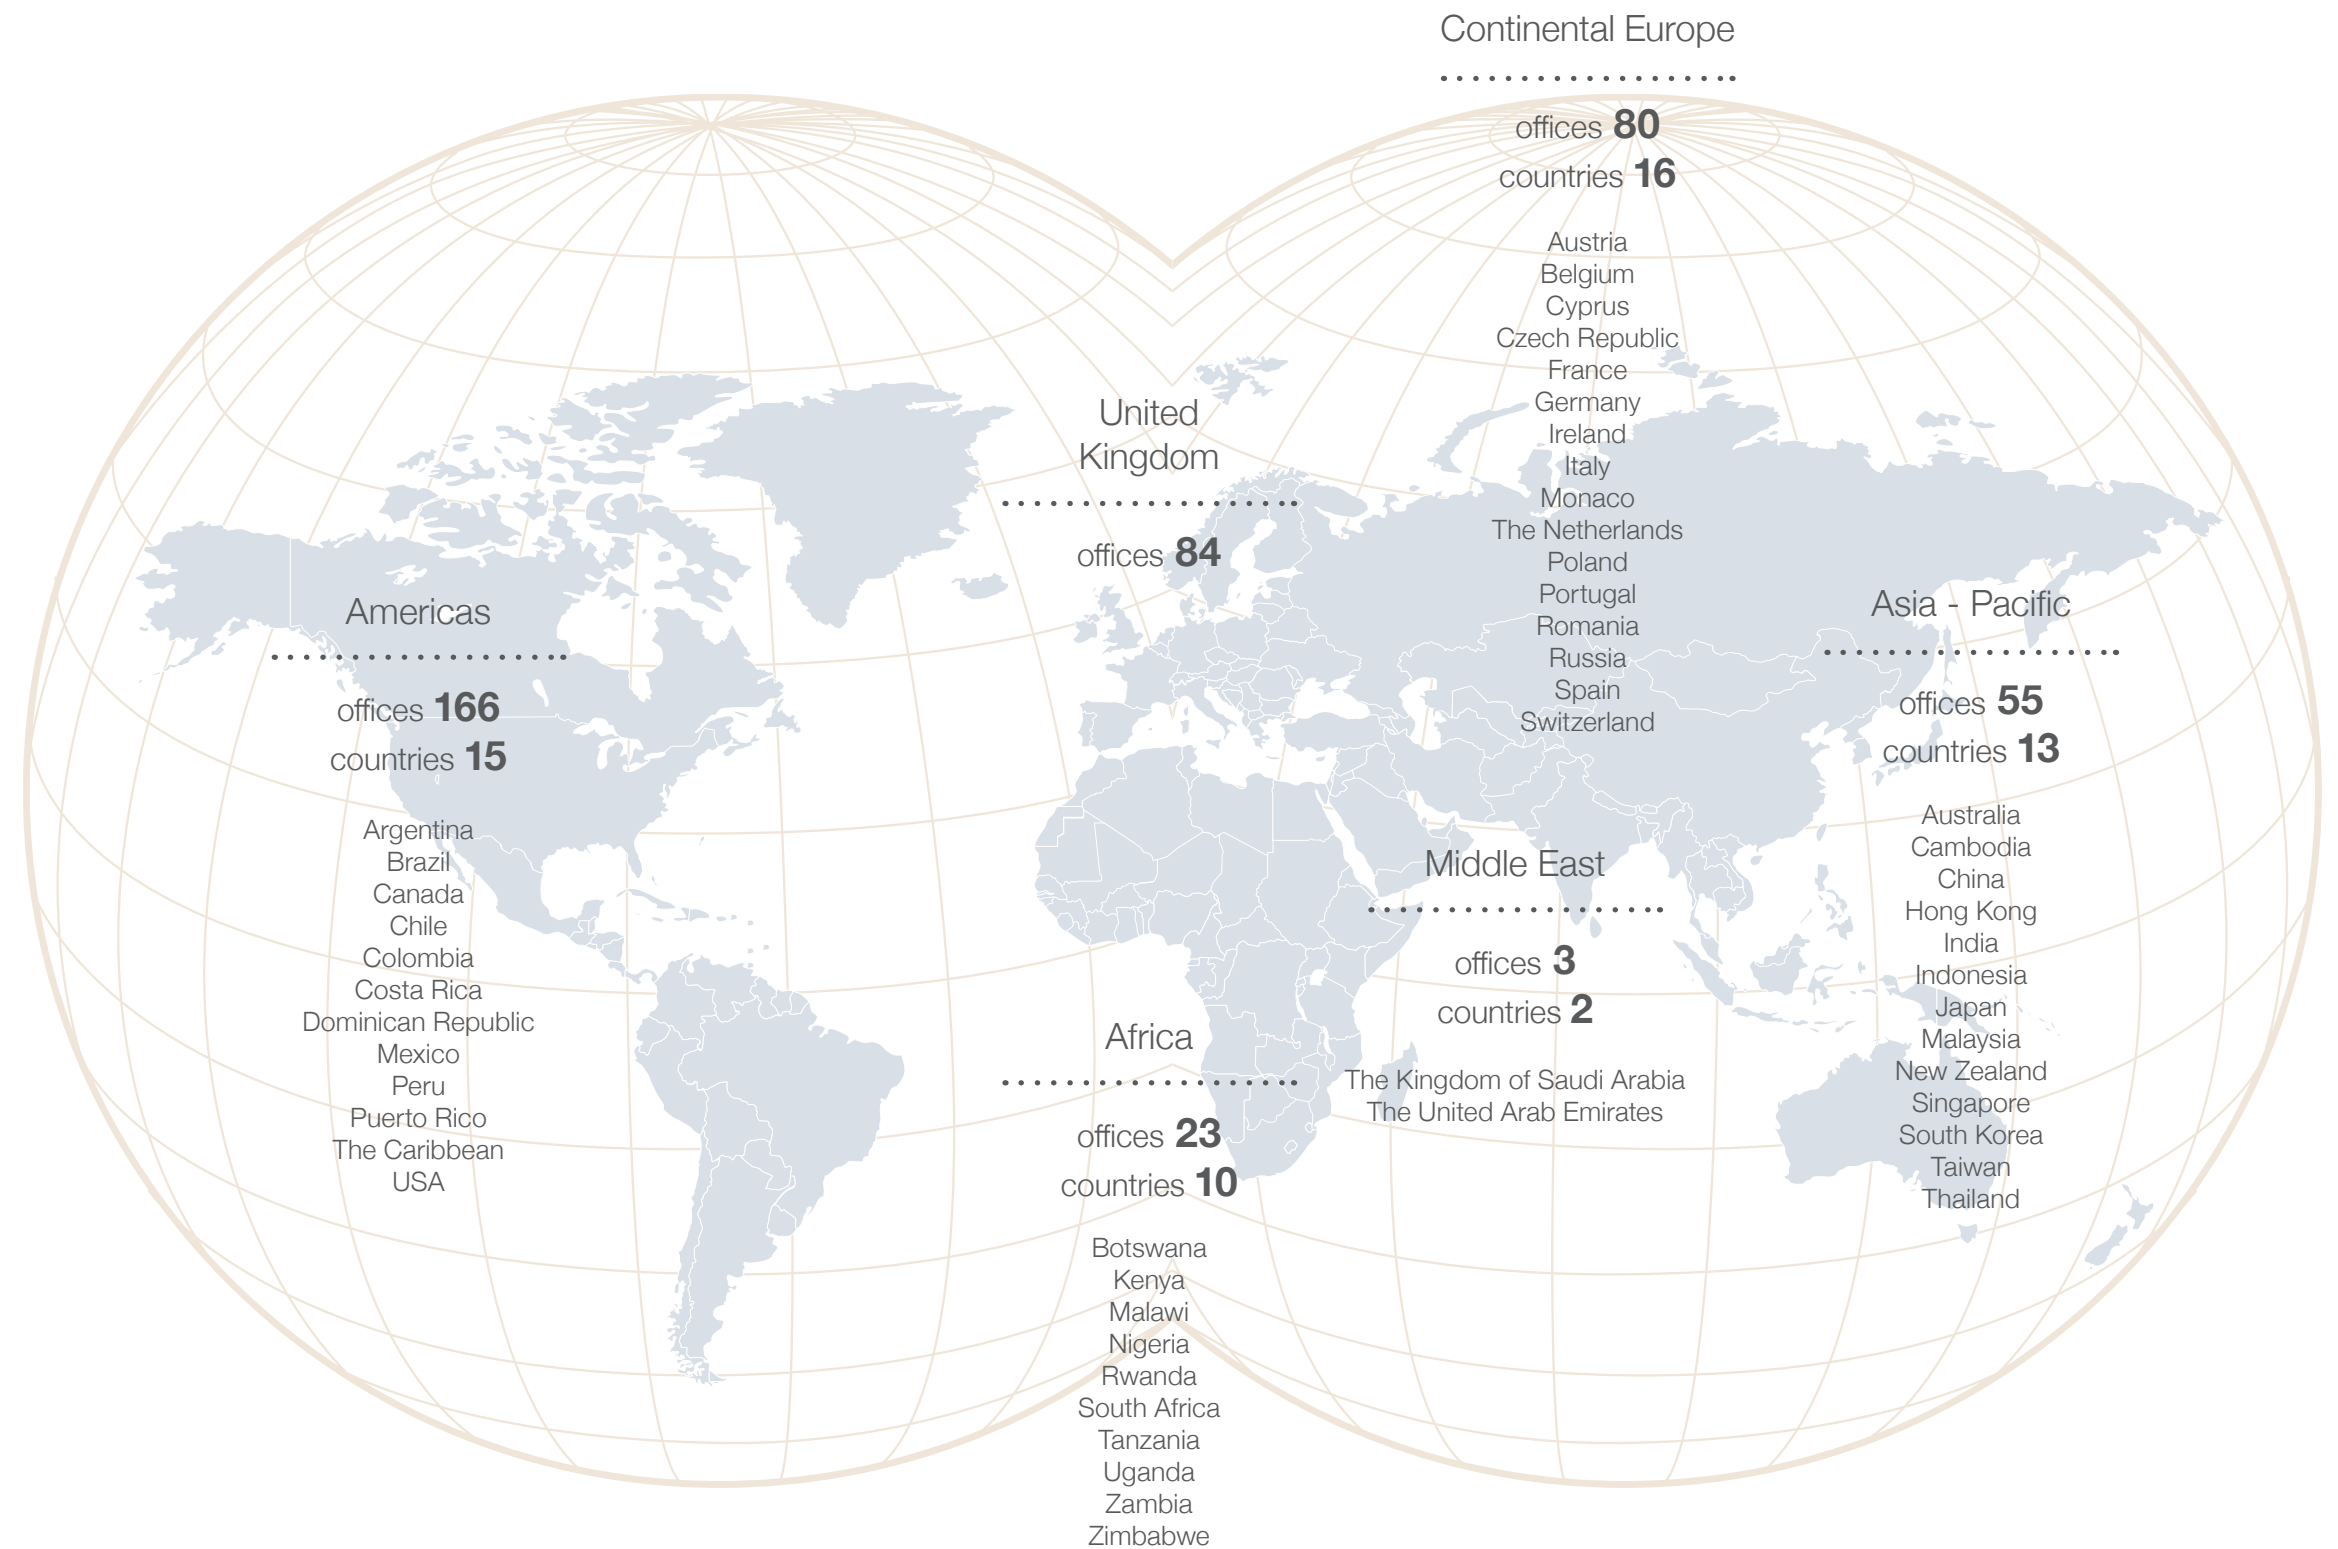 Continental Europe
offices 80
countries 16
Austria
Belgium
Cyprus
Czech Republic
France
Germany
Ireland
Italy
Monaco
The Netherlands
Poland
Portugal
Romania
Russia
Spain
Switzerland
United
Kingdom
offices 84
Americas
offices 166
countries 15
Argentina
Brazil
Canada
Chile
Colombia
Costa Rica
Dominican Republic
Mexico
Peru
Puerto Rico
The Caribbean
USA
Asia - Pacific
offices 55
countries 13
Australia
Cambodia
China
Hong Kong
India
Indonesia
Japan
Malaysia
New Zealand
Singapore
South Korea
Taiwan
Thailand
Middle East
offices 3
countries 2
The Kingdom of Saudi Arabia
The United Arab Emirates
Africa
offices 23
countries 10
Botswana
Kenya
Malawi
Nigeria
Rwanda
South Africa
Tanzania
Uganda
Zambia
Zimbabwe